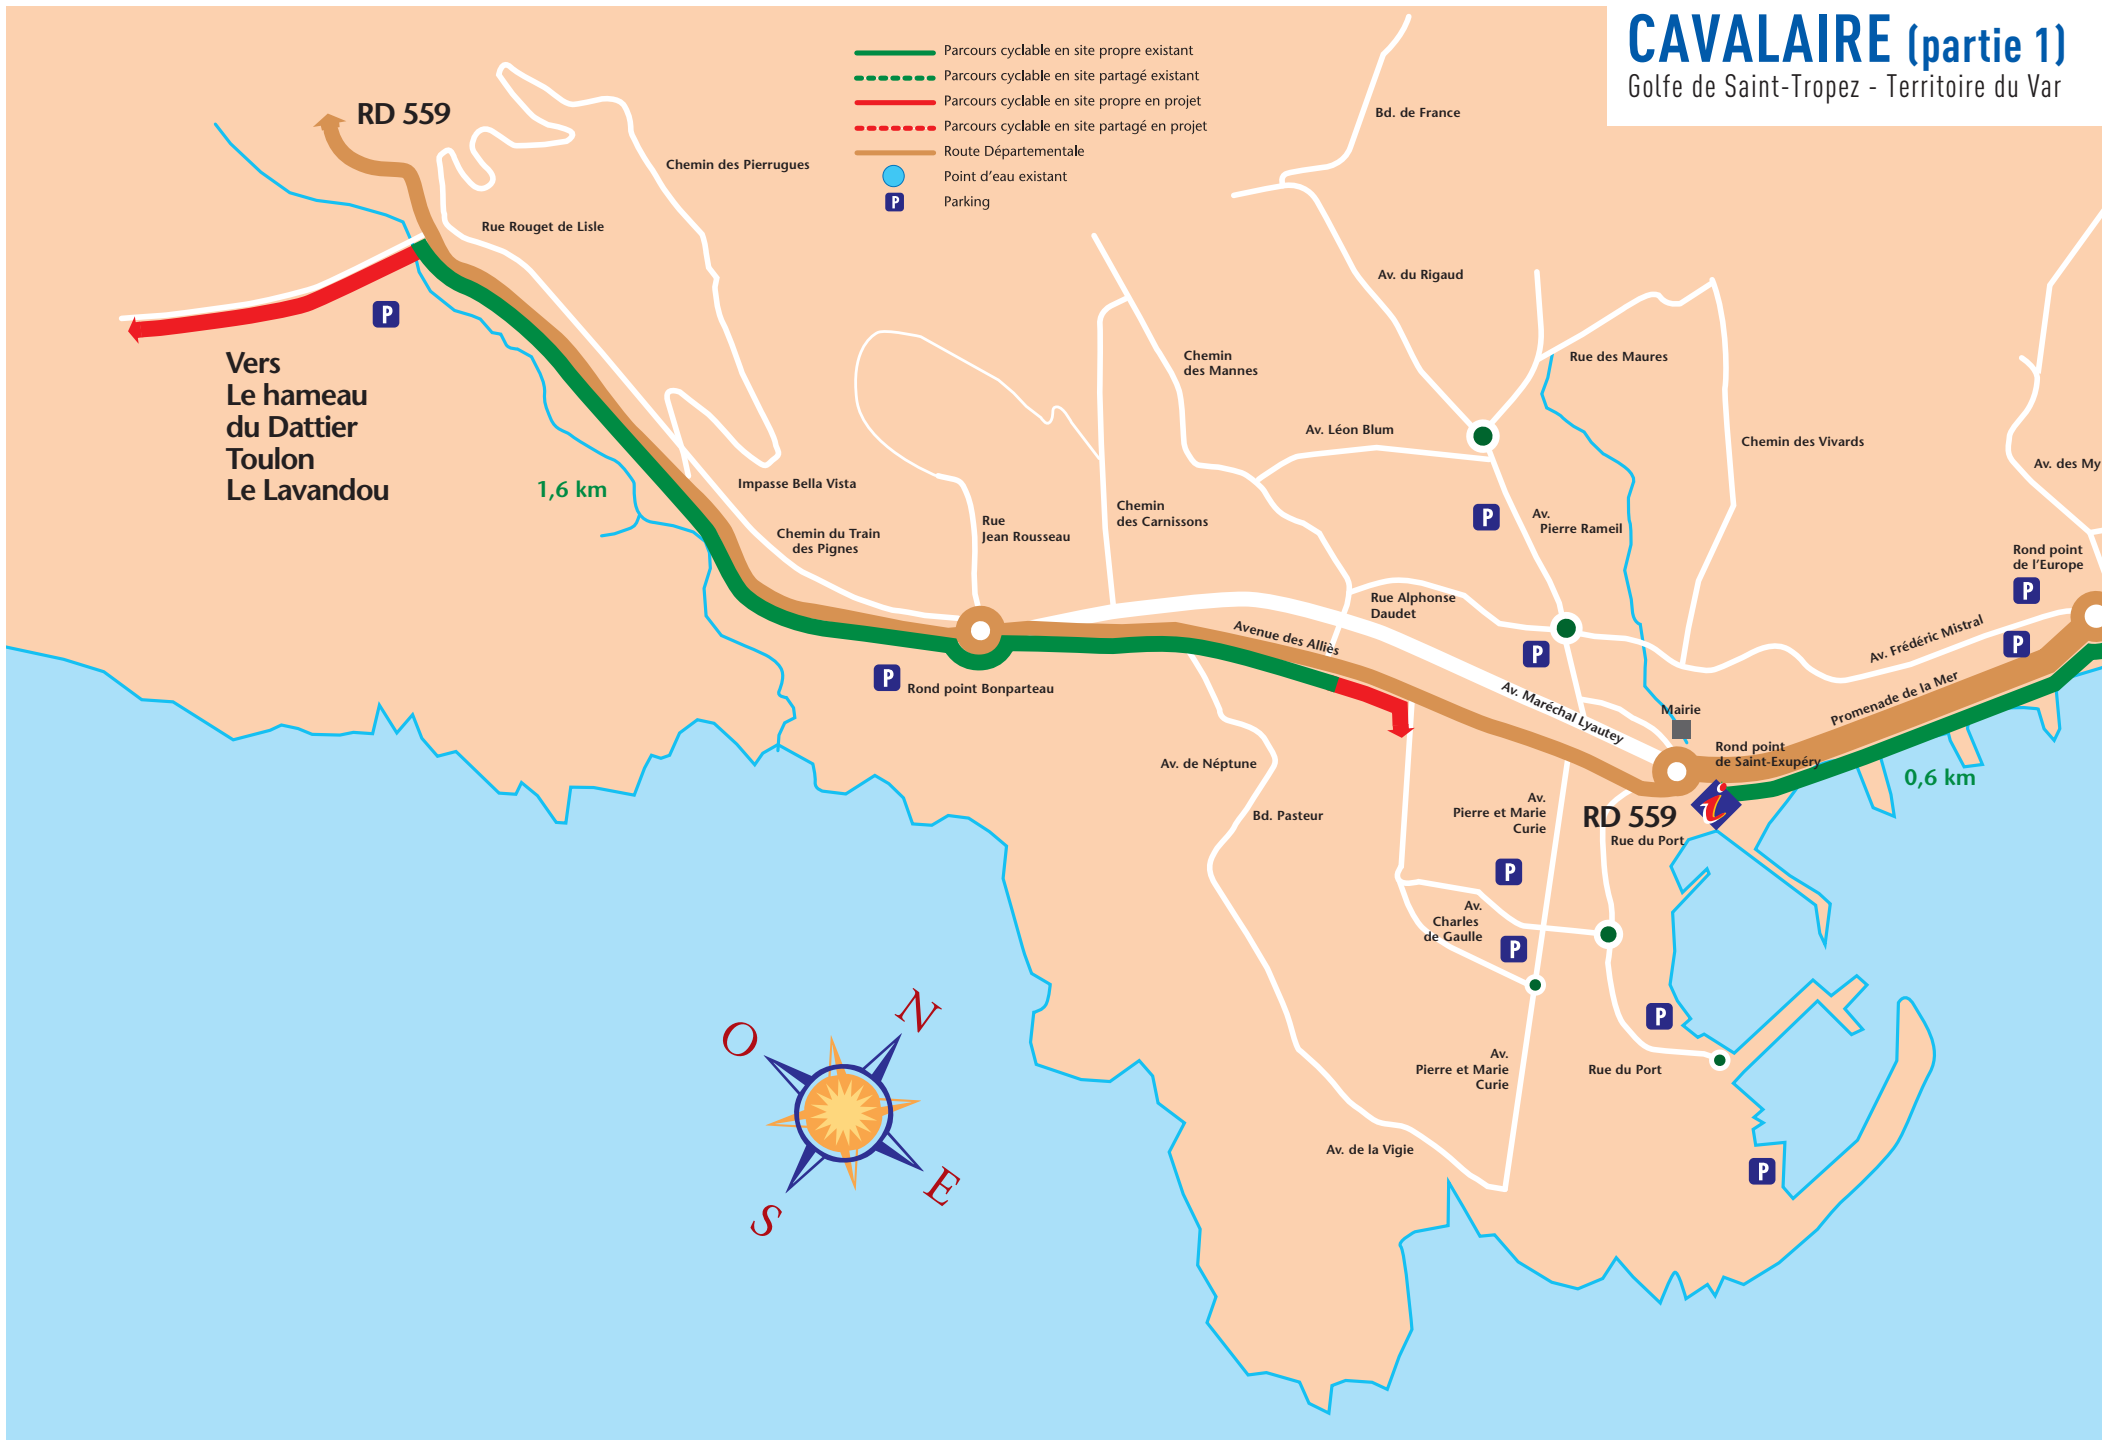 CAVALAIRE (partie 1)
Golfe de Saint-Tropez - Territoire du Var
Parcours cyclable en site propre existant
Parcours cyclable en site partagé existant
Parcours cyclable en site propre en projet
Parcours cyclable en site partagé en projet
Route Départementale
Point d'eau existant
P Parking
RD 559
Chemin des Pierrugues
Bd. de France
Rue Rouget de Lisle
Av. du Rigaud
P
Vers
Le hameau
du Dattier
Toulon
Le Lavandou
Chemin
des Mannes
Rue des Maures
Av. Léon Blum
Chemin des Vivards
Av. des My
1,6 km
Impasse Bella Vista
Chemin du Train
des Pignes
Rue
Jean Rousseau
Chemin
des Carnissons
P
Av.
Pierre Rameil
Rond point
de l'Europe
P
Rue Alphonse
Daudet
Avenue des Alliés
P
Av. Frédéric Mistral
P
P
Rond point Bonparteau
Av. Maréchal Lyautey
Mairie
Promenade de la Mer
Rond point
de Saint-Exupéry
0,6 km
Av. de Néptune
Bd. Pasteur
Av.
Pierre et Marie
Curie
RD 559
i
Rue du Port
P
Av.
Charles
de Gaulle
P
P
N
O
E
S
Av.
Pierre et Marie
Curie
Rue du Port
Av. de la Vigie
P